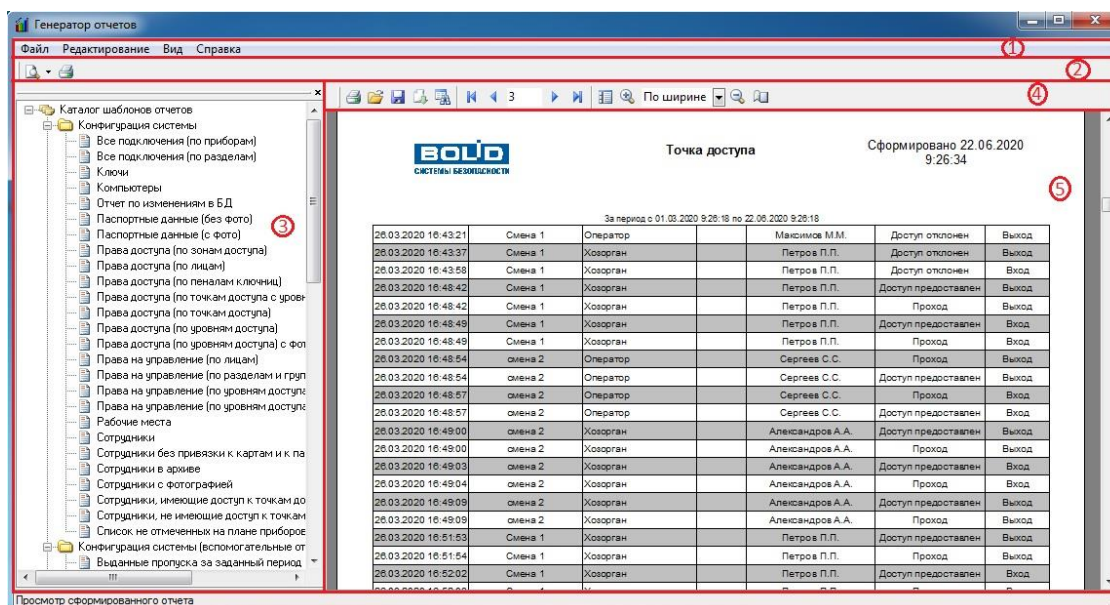 Генератор отчетов
Файл Редактирование Вид Справка
1
2
Каталог шаблонов отчетов
Конфигурация системы
Все подключения (по приборам)
Все подключения (по разделам)
Ключи
Компьютеры
Отчет по изменениям в БД
Паспортные данные (без фото)
Паспортные данные (с фото)
Права доступа (по зонам доступа)
Права доступа (по лицам)
Права доступа (по пеналам ключниц)
Права доступа (по точкам доступа с уровн
Права доступа (по точкам доступа)
Права доступа (по уровням доступа)
Права доступа (по уровням доступа) с фот
Права на управление (по лицам)
Права на управление (по разделам и груп
Права на управление (по уровням доступа
Права на управление (по уровням доступа
Рабочие места
Сотрудники
Сотрудники без привязки к картам и к па
Сотрудники в архиве
Сотрудники с фотографией
Сотрудники, имеющие доступ к точкам до
Сотрудники, не имеющие доступ к точкам
Список не отмеченных на плане приборов
Конфигурация системы (вспомогательные от
Выданные пропуска за заданный период
3
3 По ширине
4
BOLID
СИСТЕМЫ БЕЗОПАСНОСТИ
Точка доступа
Сформировано 22.06.2020
9:26:34
5
За период с 01.03.2020 9:26:18 по 22.06.2020 9:26:18
26.03.2020 16:43:21 Смена 1 Оператор Максимов М.М. Доступ отклонен Выход
26.03.2020 16:43:37 Смена 1 Хозорган Петров П.П. Доступ отклонен Выход
26.03.2020 16:43:58 Смена 1 Хозорган Петров П.П. Доступ отклонен Вход
26.03.2020 16:48:42 Смена 1 Хозорган Петров П.П. Доступ предоставлен Выход
26.03.2020 16:48:42 Смена 1 Хозорган Петров П.П. Проход Выход
26.03.2020 16:48:49 Смена 1 Хозорган Петров П.П. Доступ предоставлен Вход
26.03.2020 16:48:49 Смена 1 Хозорган Петров П.П. Проход Вход
26.03.2020 16:48:54 смена 2 Оператор Сергеев С.С. Проход Выход
26.03.2020 16:48:54 смена 2 Оператор Сергеев С.С. Доступ предоставлен Выход
26.03.2020 16:48:57 смена 2 Оператор Сергеев С.С. Проход Вход
26.03.2020 16:48:57 смена 2 Оператор Сергеев С.С. Доступ предоставлен Вход
26.03.2020 16:49:00 смена 2 Хозорган Александров А.А. Доступ предоставлен Выход
26.03.2020 16:49:00 смена 2 Хозорган Александров А.А. Проход Выход
26.03.2020 16:49:03 смена 2 Хозорган Александров А.А. Доступ предоставлен Вход
26.03.2020 16:49:04 смена 2 Хозорган Александров А.А. Проход Вход
26.03.2020 16:49:09 смена 2 Хозорган Александров А.А. Доступ предоставлен Выход
26.03.2020 16:49:09 смена 2 Хозорган Александров А.А. Проход Выход
26.03.2020 16:51:53 Смена 1 Хозорган Петров П.П. Доступ предоставлен Выход
26.03.2020 16:51:54 Смена 1 Хозорган Петров П.П. Проход Выход
26.03.2020 16:52:02 Смена 1 Хозорган Петров П.П. Доступ предоставлен Вход
Просмотр сформированного отчета